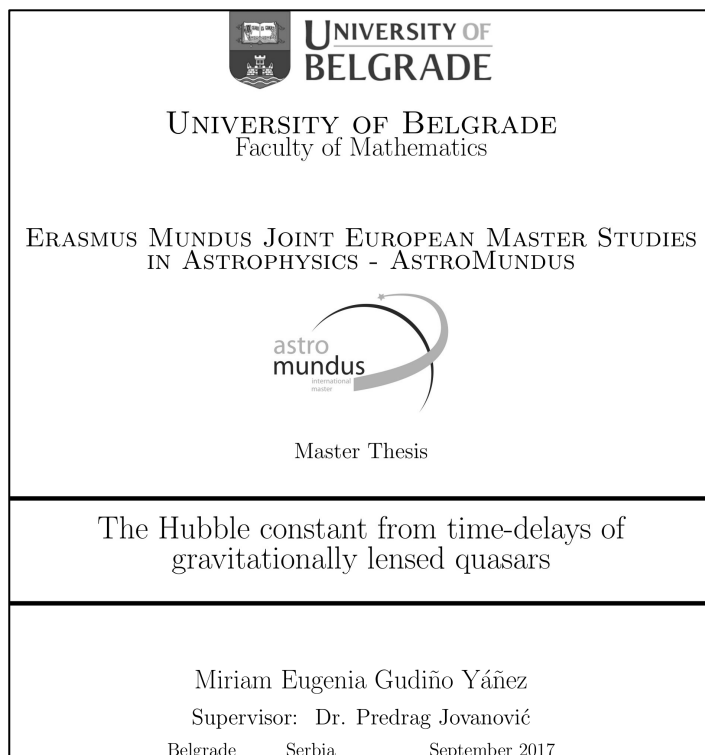 UNIVERSITY OF
BELGRADE
UNIVERSITY OF BELGRADE
Faculty of Mathematics
ERASMUS MUNDUS JOINT EUROPEAN MASTER STUDIES
IN ASTROPHYSICS - ASTROMUNDUS
astro
mundus
international
master
Master Thesis
The Hubble constant from time-delays of
gravitationally lensed quasars
Miriam Eugenia Gudiño Yáñez
Supervisor: Dr. Predrag Jovanović
Belgrade Serbia September 2017